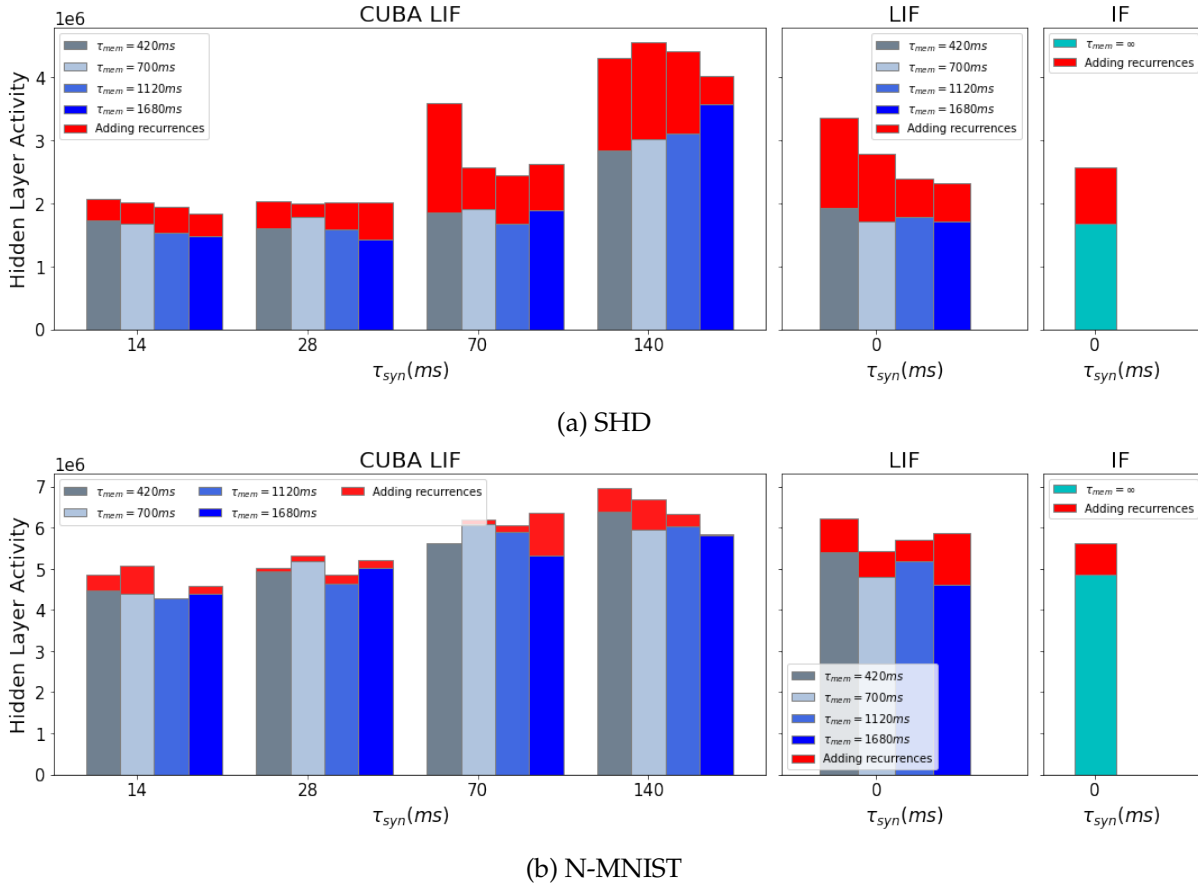 CUBA LIF
LIF
IF
1e6
τmem = 420ms
τmem = 700ms
τmem = 1120ms
τmem = 1680ms
Adding recurrences
τmem = 420ms
τmem = 700ms
τmem = 1120ms
τmem = 1680ms
Adding recurrences
τmem = ∞
Adding recurrences
Hidden Layer Activity
4
3
2
1
0
14 28 70 140
0
0
τsyn(ms)
τsyn(ms)
τsyn(ms)
(a) SHD
CUBA LIF
LIF
IF
1e6
τmem = 420ms τmem = 1120ms Adding recurrences
τmem = 700ms τmem = 1680ms
τmem = 420ms
τmem = 700ms
τmem = 1120ms
τmem = 1680ms
Adding recurrences
τmem = ∞
Adding recurrences
Hidden Layer Activity
7
6
5
4
3
2
1
0
14 28 70 140
0
0
τsyn(ms)
τsyn(ms)
τsyn(ms)
(b) N-MNIST